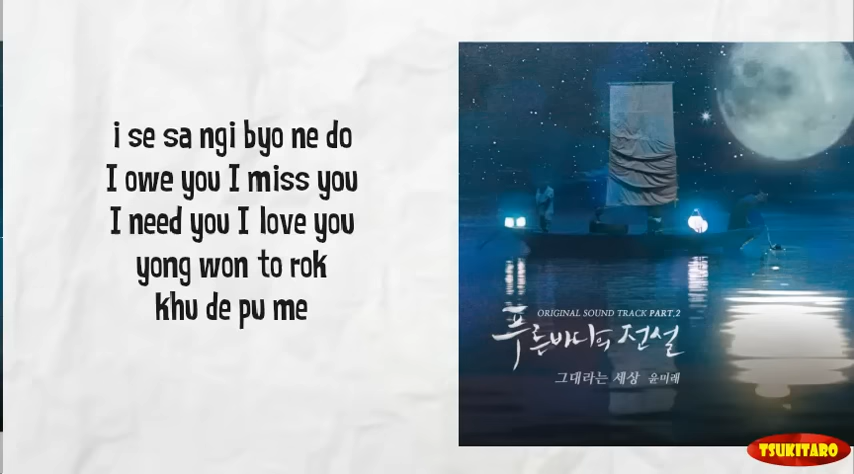 i se sa ngi byo ne do
I owe you I miss you
I need you I love you
yong won to rok
khu de pu me
ORIGINAL SOUND TRACK PART.2
푸른바다의 전설
그대라는 세상 윤미래
TSUKITARO